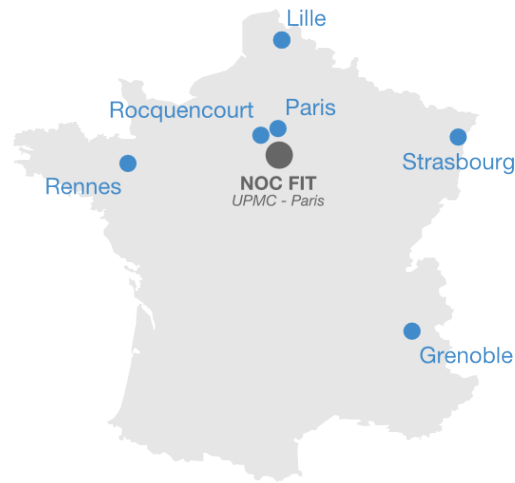 Lille
Rocquencourt
Paris
Strasbourg
Rennes
NOC FIT
UPMC - Paris
Grenoble